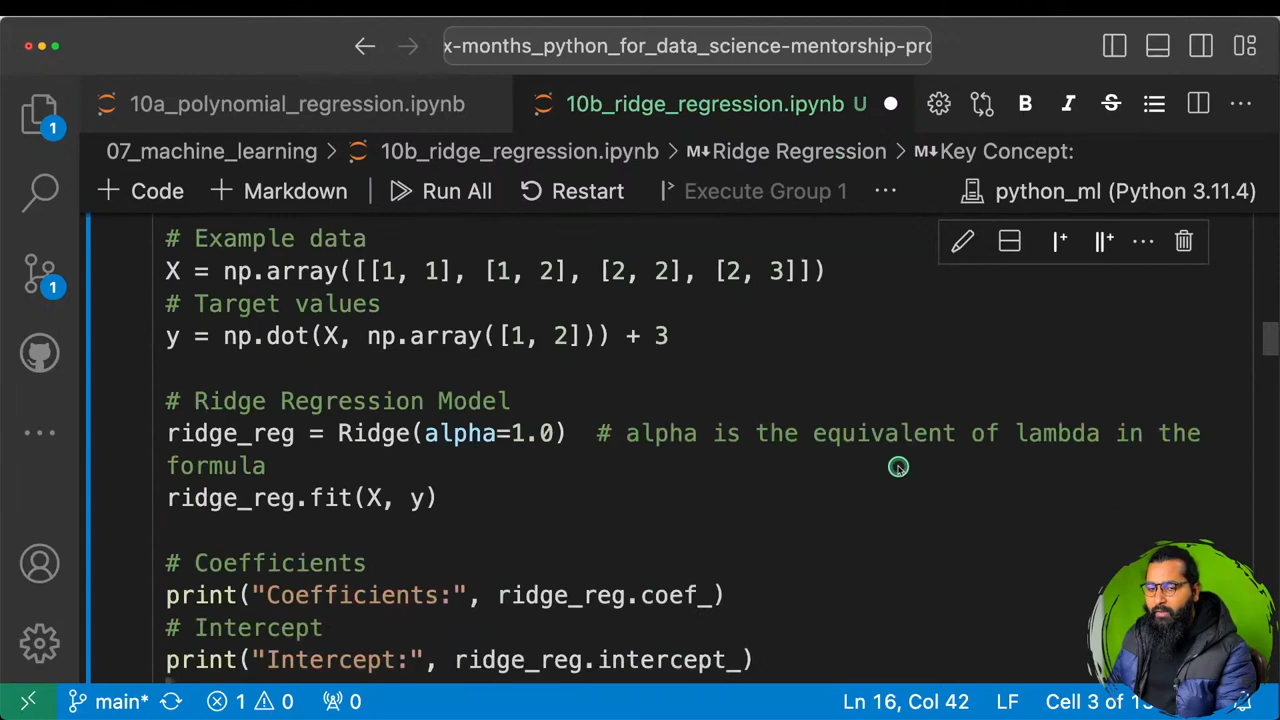 x-months_python_for_data_science-mentorship-pro
10a_polynomial_regression.ipynb
10b_ridge_regression.ipynb U
07_machine_learning > 10b_ridge_regression.ipynb > M↓Ridge Regression > M↓Key Concept:
+ Code + Markdown | Run All Restart Execute Group 1 ... python_ml (Python 3.11.4)
# Example data
X = np.array([[1, 1], [1, 2], [2, 2], [2, 3]])
# Target values
y = np.dot(X, np.array([1, 2])) + 3
# Ridge Regression Model
ridge_reg = Ridge(alpha=1.0)  # alpha is the equivalent of lambda in the
formula
ridge_reg.fit(X, y)
# Coefficients
print("Coefficients:", ridge_reg.coef_)
# Intercept
print("Intercept:", ridge_reg.intercept_)
1
1
main* 1 0 0 Ln 16, Col 42 LF Cell 3 of